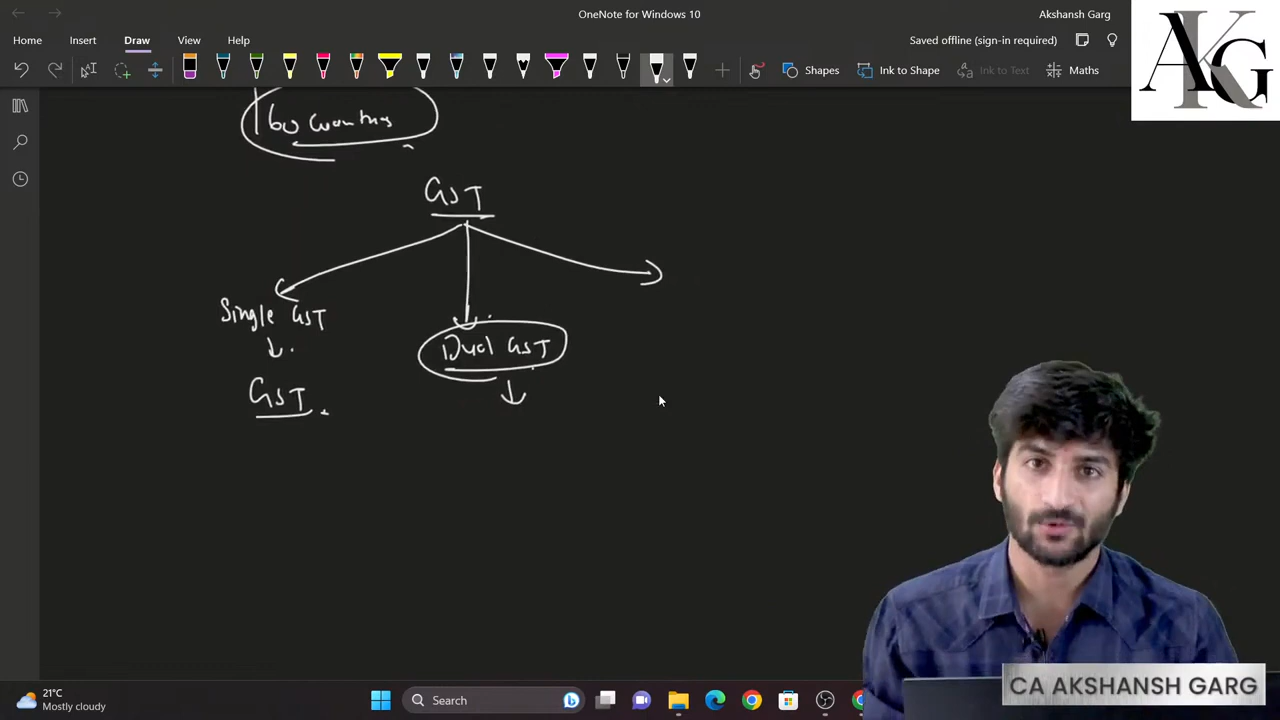 OneNote for Windows 10
Akshansh Garg
Home Insert Draw View Help
Saved offline (sign-in required)
Shapes Ink to Shape Ink to Text Maths
AKG
160 Countries
GST
Single GST
Dual GST
GST
CA AKSHANSH GARG
21°C
Mostly cloudy
Search